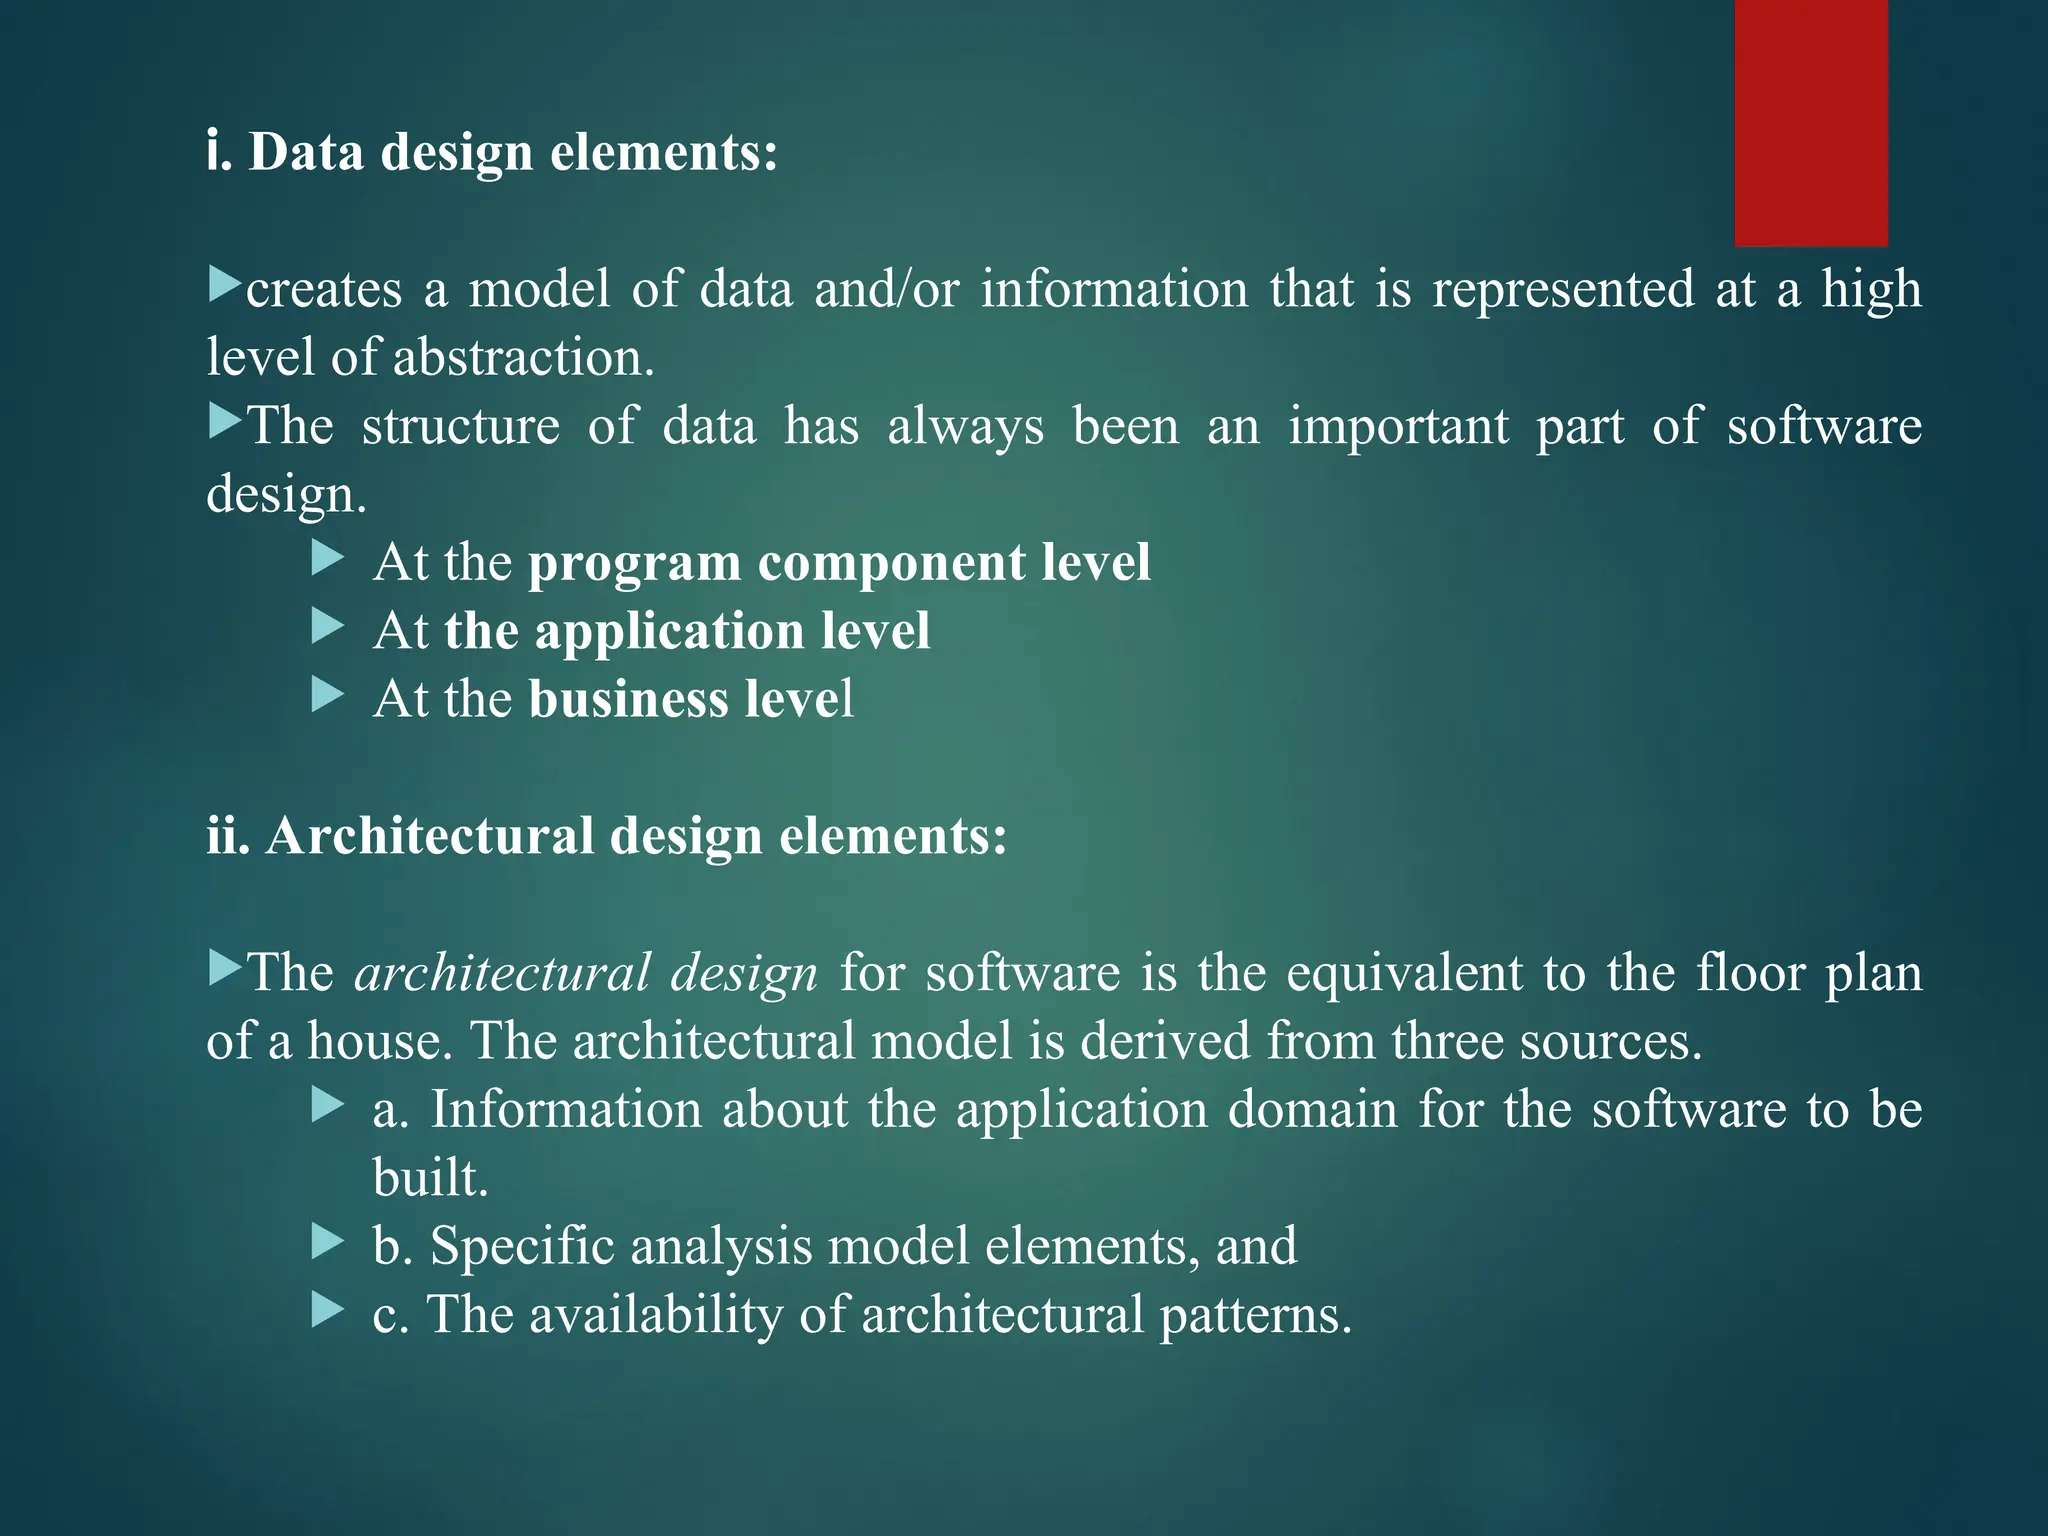 i. Data design elements:
creates a model of data and/or information that is represented at a high
level of abstraction.
The structure of data has always been an important part of software
design.
At the program component level
At the application level
At the business level
ii. Architectural design elements:
The architectural design for software is the equivalent to the floor plan
of a house. The architectural model is derived from three sources.
a. Information about the application domain for the software to be
built.
b. Specific analysis model elements, and
c. The availability of architectural patterns.